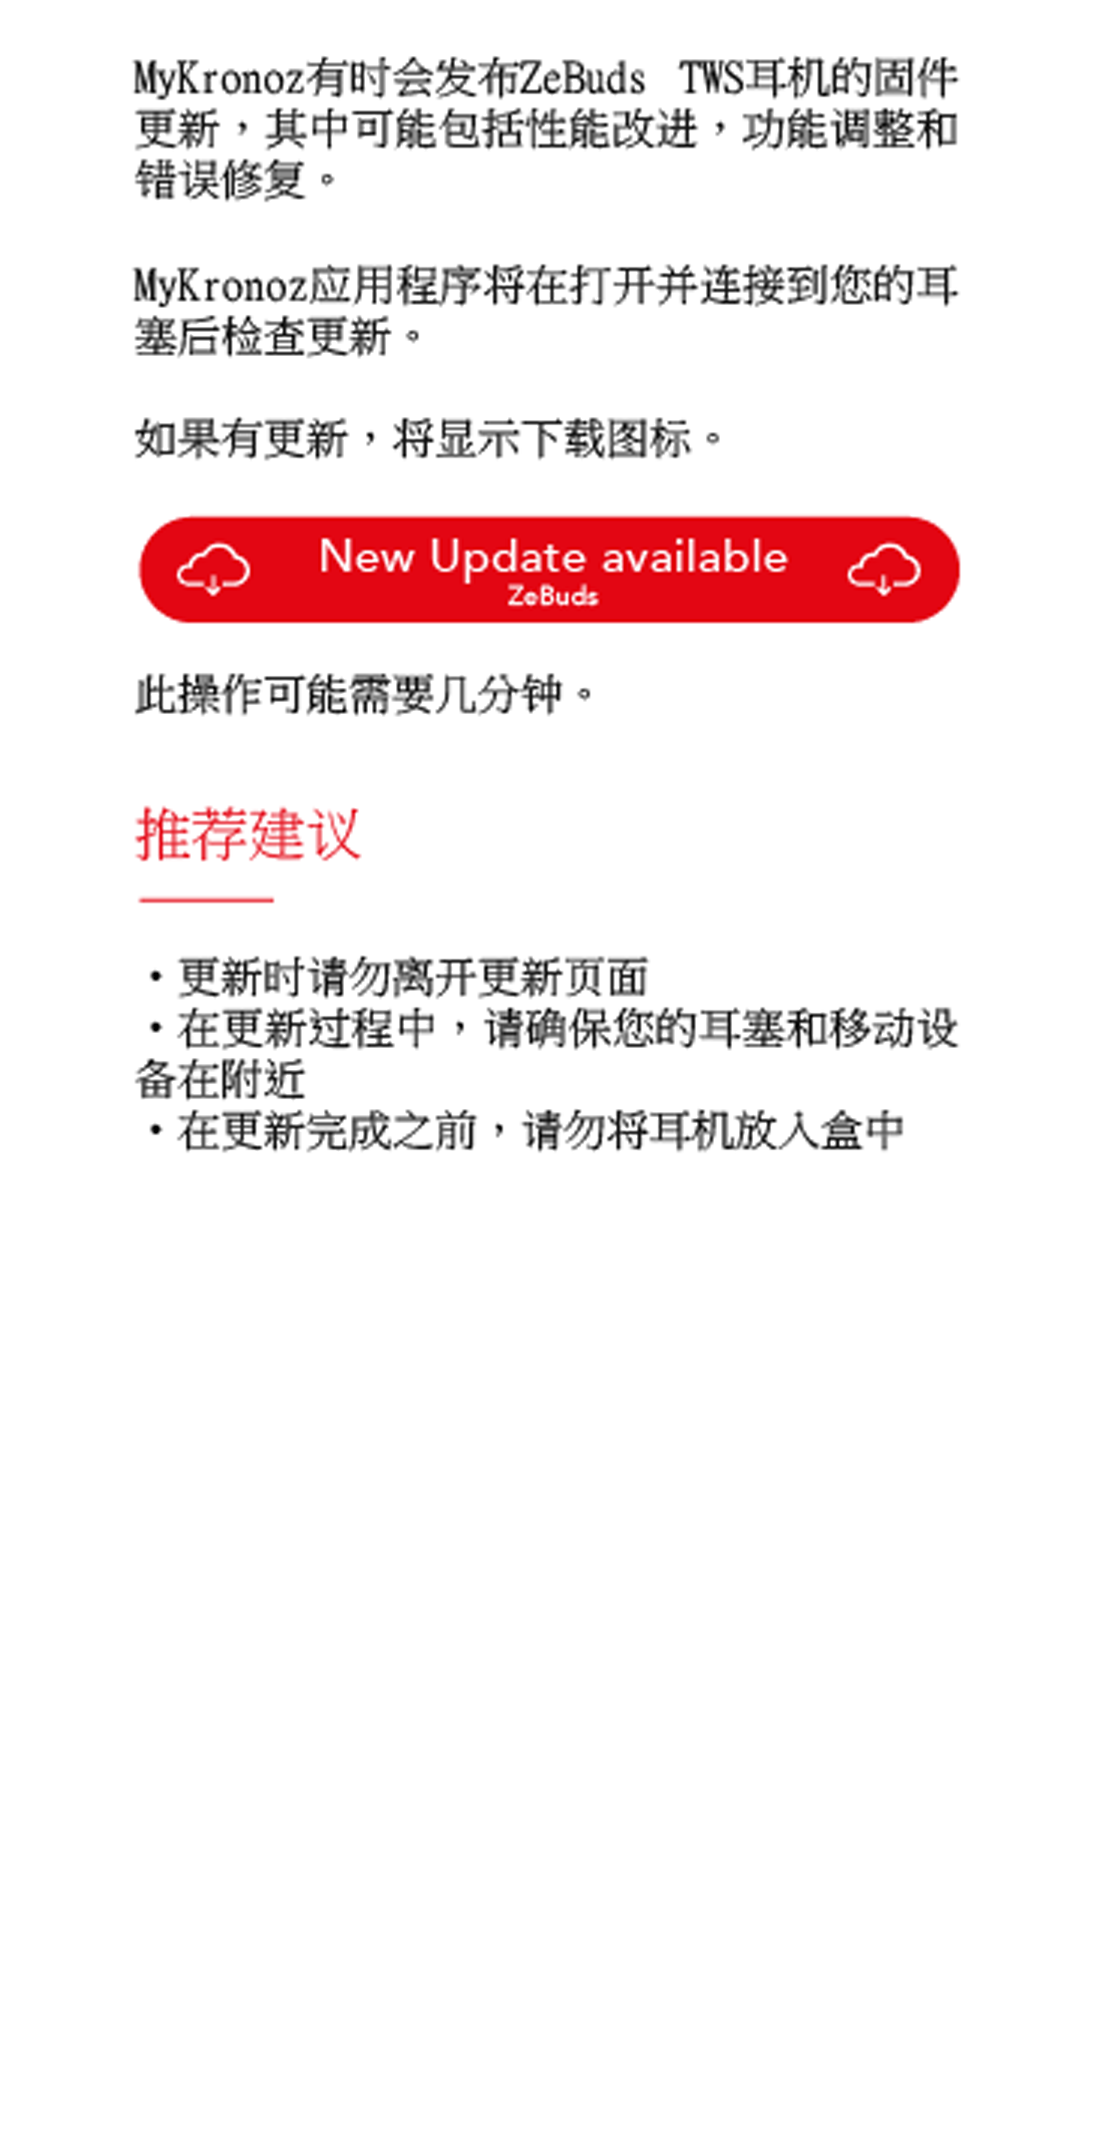 MyKronoz有时会发布ZeBuds TWS耳机的固件
更新，其中可能包括性能改进，功能调整和
错误修复。
MyKronoz应用程序将在打开并连接到您的耳
塞后检查更新。
如果有更新，将显示下载图标。
New Update available
ZeBuds
此操作可能需要几分钟。
推荐建议
・更新时请勿离开更新页面
・在更新过程中，请确保您的耳塞和移动设
备在附近
・在更新完成之前，请勿将耳机放入盒中